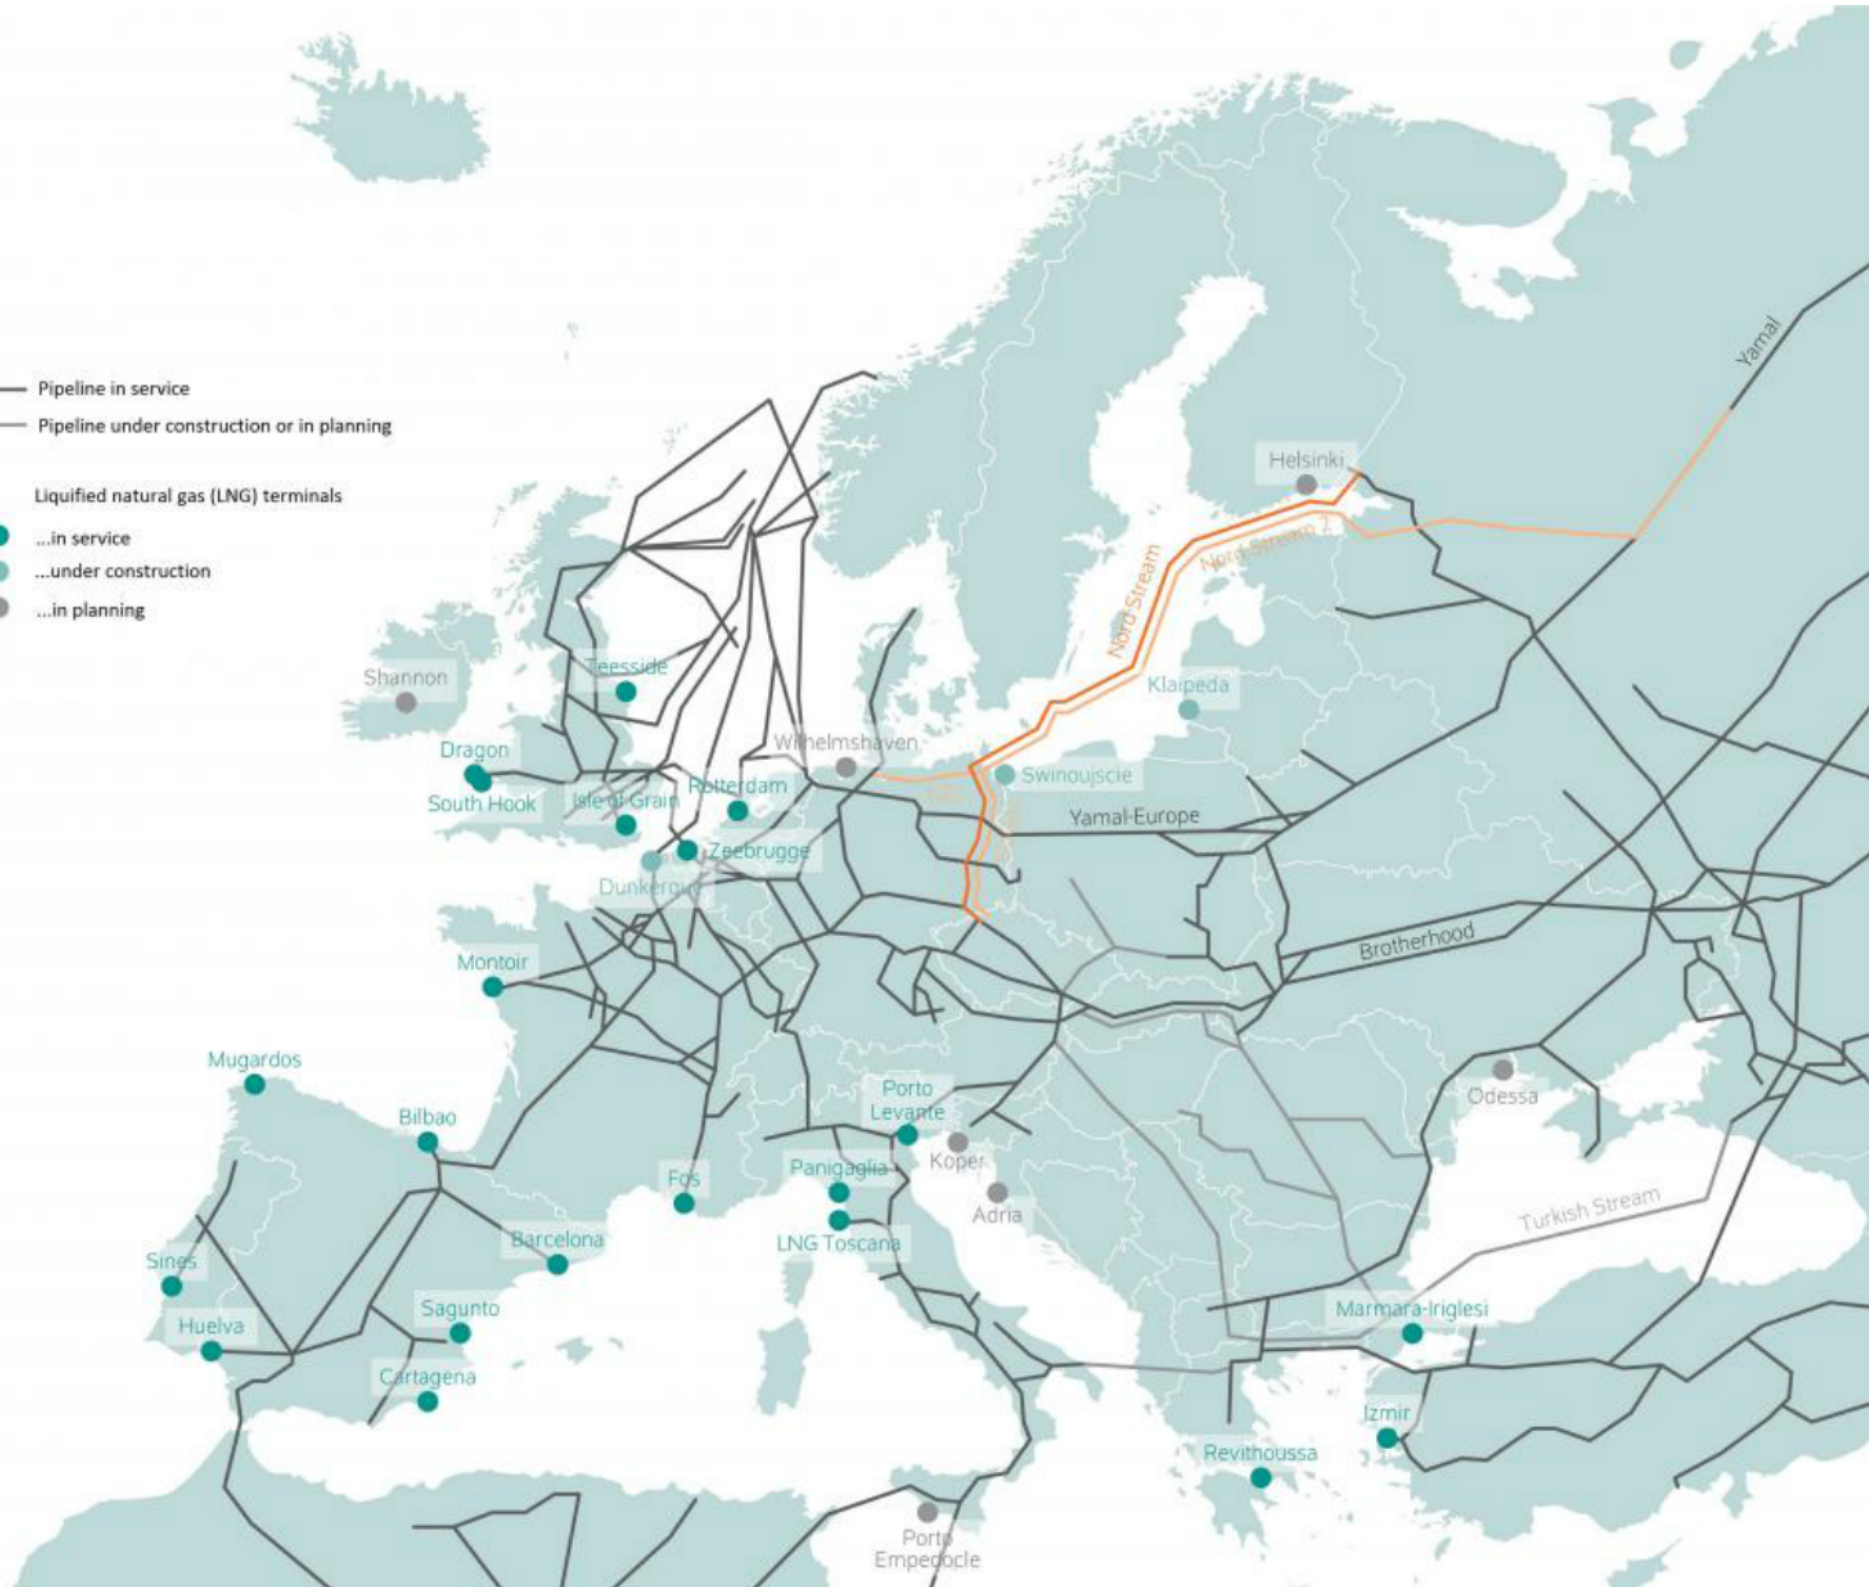 Pipeline in service
Pipeline under construction or in planning
Liquified natural gas (LNG) terminals
...in service
...under construction
...in planning
Yamal
Helsinki
Nord Stream
Nord Stream 2
Teesside
Shannon
Klaipeda
Dragon
Wilhelmshaven
South Hook
Isle of Grain
Rotterdam
Swinoujscie
Yamal-Europe
Zeebrugge
Dunkerque
Brotherhood
Montoir
Mugardos
Bilbao
Porto
Levante
Odessa
Koper
Fos
Panigaglia
Adria
Turkish Stream
Barcelona
LNG Toscana
Sines
Sagunto
Marmara-Iriglesi
Huelva
Cartagena
Izmir
Revithoussa
Porto
Empedocle